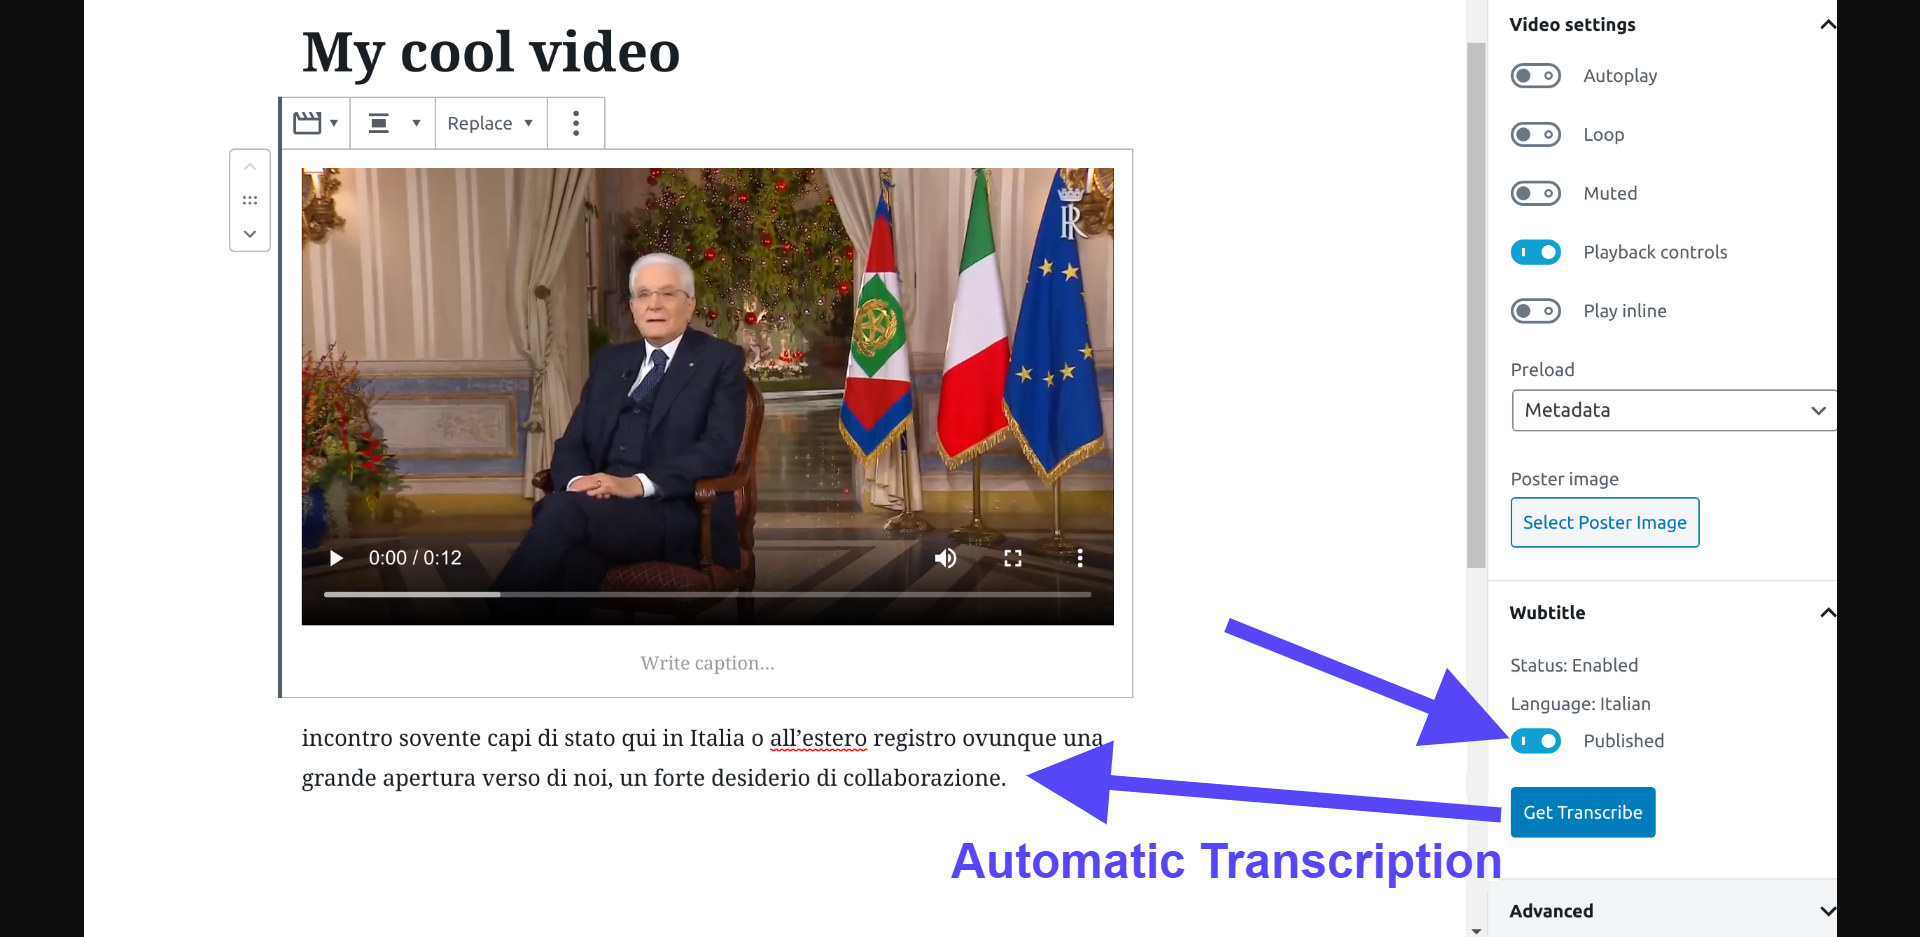 My cool video
Replace
0:00 / 0:12
Write caption...
incontro sovente capi di stato qui in Italia o all’estero registro ovunque una
grande apertura verso di noi, un forte desiderio di collaborazione.
Automatic Transcription
Video settings
Autoplay
Loop
Muted
Playback controls
Play inline
Preload
Metadata
Poster image
Select Poster Image
Wubtitle
Status: Enabled
Language: Italian
Published
Get Transcribe
Advanced